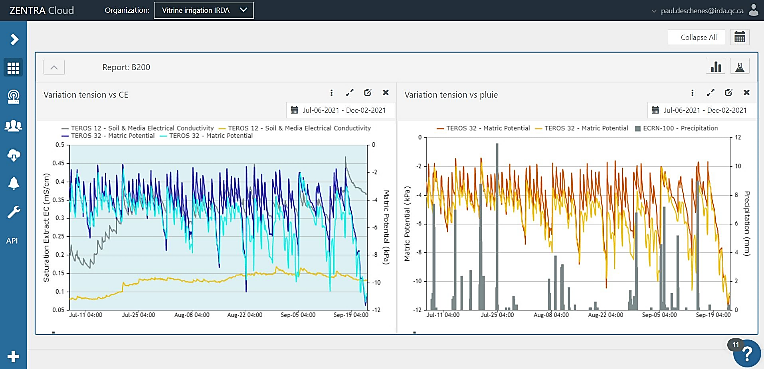 ZENTRA Cloud Organization: Vitrine irrigation IRDA paul.deschenes@irda.qc.ca
Collapse All
Report: B200
Variation tension vs CE
Jul-06-2021 - Dec-02-2021
TEROS 12 - Soil & Media Electrical Conductivity TEROS 12 - Soil & Media Electrical Conductivity
TEROS 32 - Matric Potential TEROS 32 - Matric Potential
Saturation Extract EC (mS/cm)
0.5
0.45
0.4
0.35
0.3
0.25
0.2
0.15
0.1
0.05
0
-2
-4
-6
-8
-10
-12
Matric Potential (kPa)
Jul-11 04:00 Jul-25 04:00 Aug-08 04:00 Aug-22 04:00 Sep-05 04:00 Sep-19 04:00
Variation tension vs pluie
Jul-06-2021 - Dec-02-2021
TEROS 32 - Matric Potential TEROS 32 - Matric Potential ECRN-100 - Precipitation
Matric Potential (kPa)
0
-2
-4
-6
-8
-10
-12
12
10
8
6
4
2
0
Precipitation (mm)
Jul-11 04:00 Jul-25 04:00 Aug-08 04:00 Aug-22 04:00 Sep-05 04:00 Sep-19 04:00
API
11
?